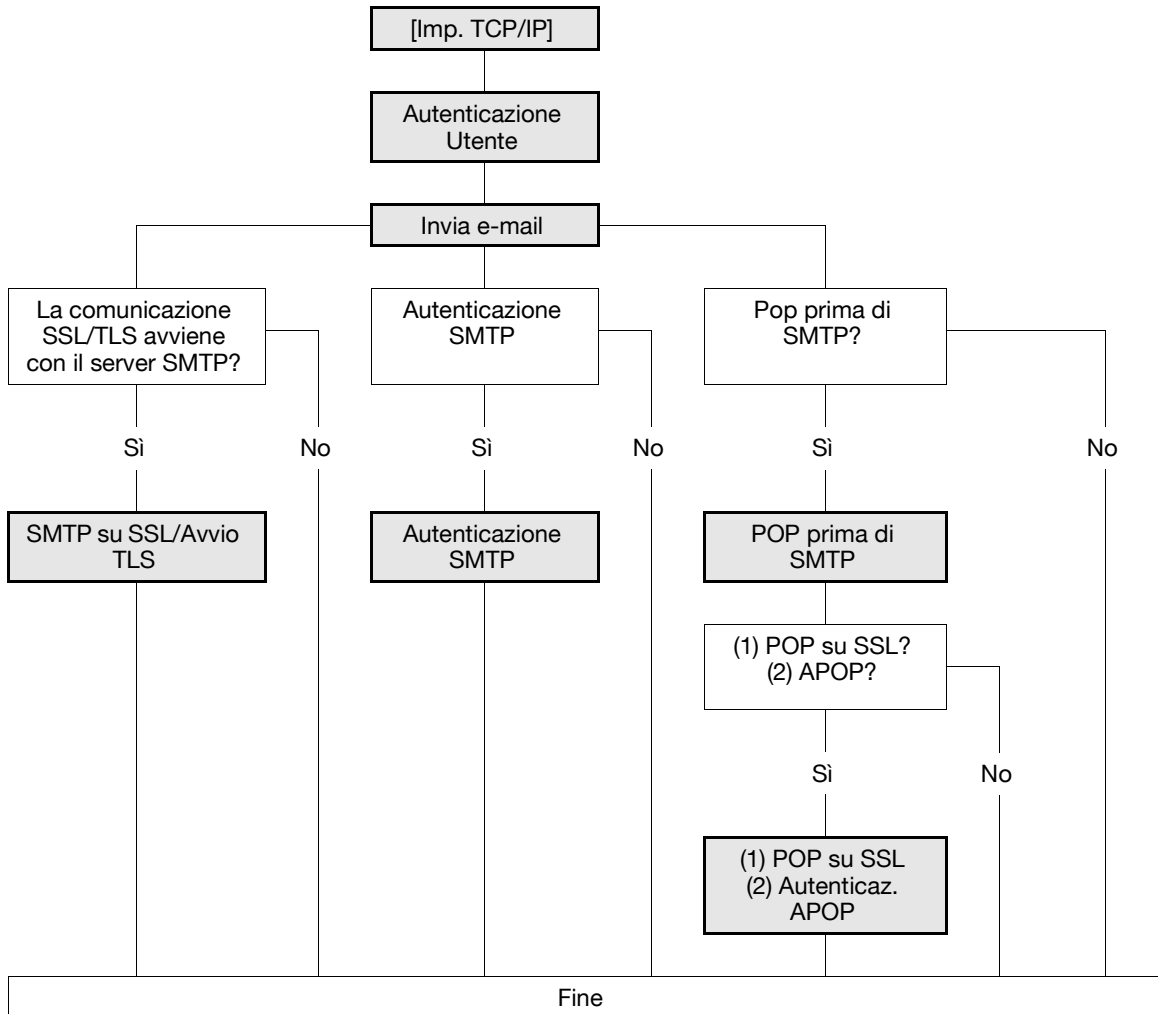 [Imp. TCP/IP]
Autenticazione
Utente
Invia e-mail
La comunicazione
SSL/TLS avviene
con il server SMTP?
Autenticazione
SMTP
Pop prima di
SMTP?
Sì
No
Sì
No
Sì
No
SMTP su SSL/Avvio
TLS
Autenticazione
SMTP
POP prima di
SMTP
(1) POP su SSL?
(2) APOP?
Sì
No
(1) POP su SSL
(2) Autenticaz.
APOP
Fine